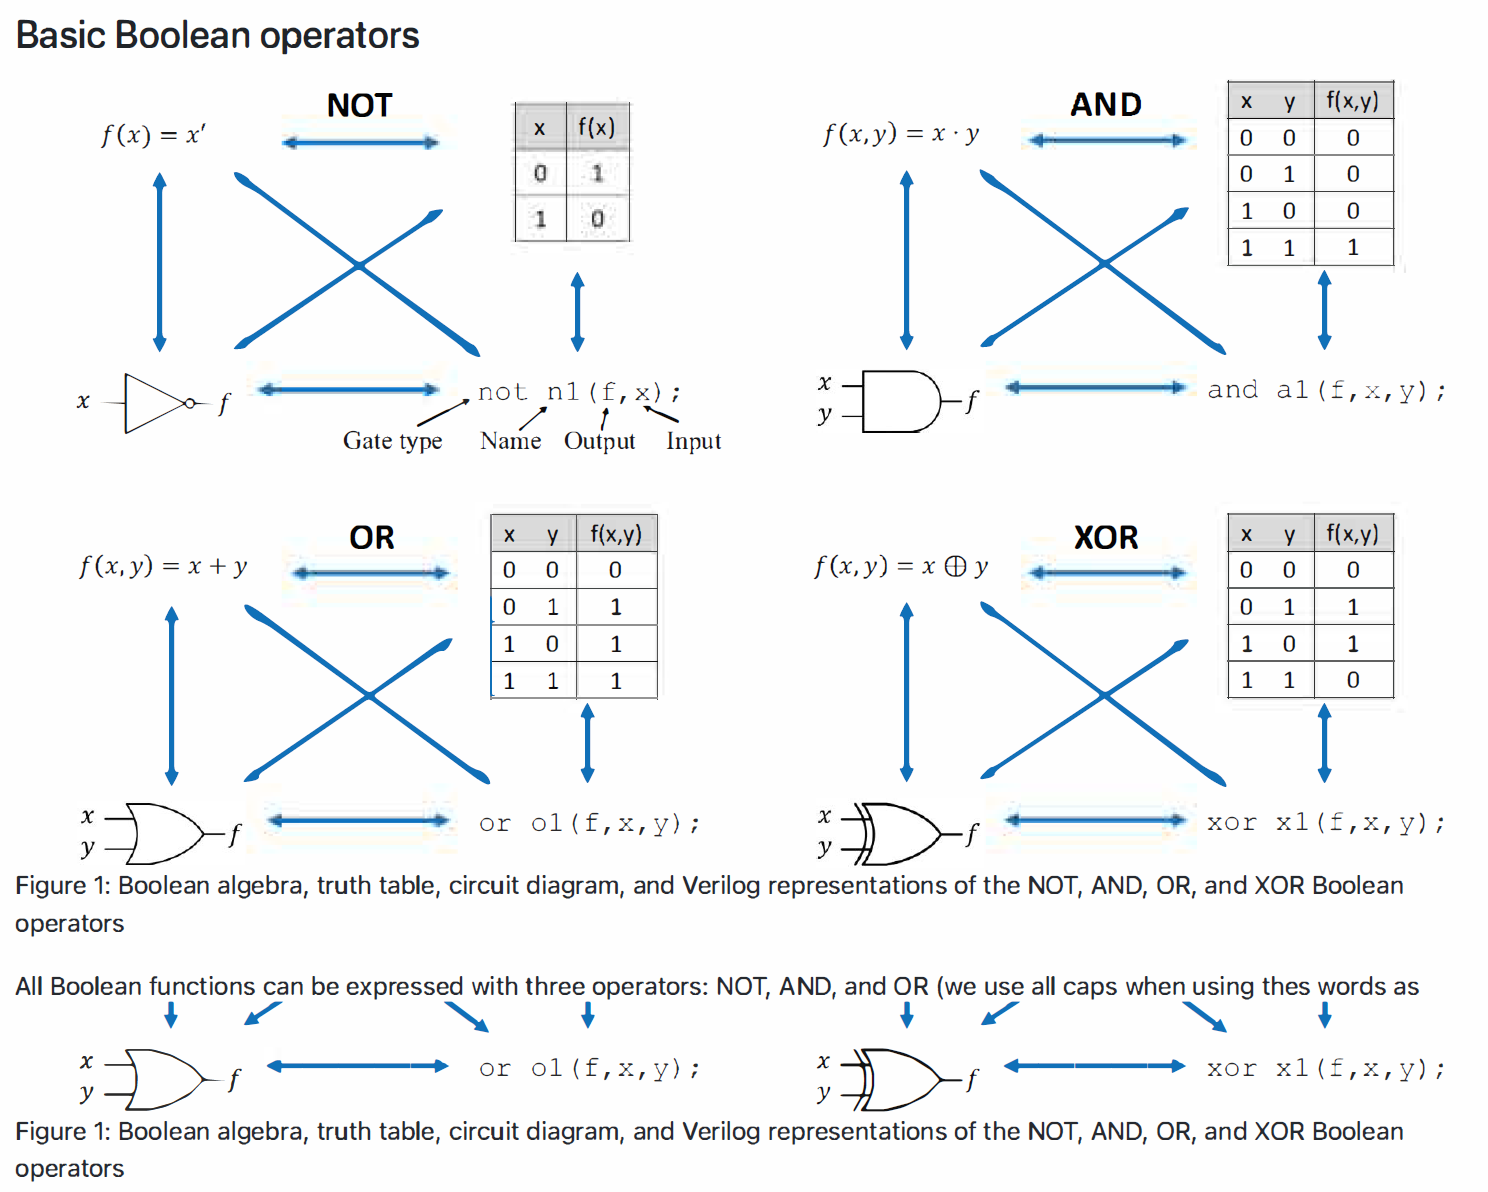 Basic Boolean operators
NOT
f(x) = x′
x f(x)
0 1
1 0
x f
not n1(f,x);
Gate type Name Output Input
AND
f(x,y) = x · y
x y f(x,y)
0 0 0
0 1 0
1 0 0
1 1 1
x
y f
and a1(f,x,y);
OR
f(x,y) = x + y
x y f(x,y)
0 0 0
0 1 1
1 0 1
1 1 1
x
y f
or o1(f,x,y);
XOR
f(x,y) = x ⊕ y
x y f(x,y)
0 0 0
0 1 1
1 0 1
1 1 0
x
y f
xor x1(f,x,y);
Figure 1: Boolean algebra, truth table, circuit diagram, and Verilog representations of the NOT, AND, OR, and XOR Boolean
operators
All Boolean functions can be expressed with three operators: NOT, AND, and OR (we use all caps when using thes words as
x
y f
or o1(f,x,y);
x
y f
xor x1(f,x,y);
Figure 1: Boolean algebra, truth table, circuit diagram, and Verilog representations of the NOT, AND, OR, and XOR Boolean
operators